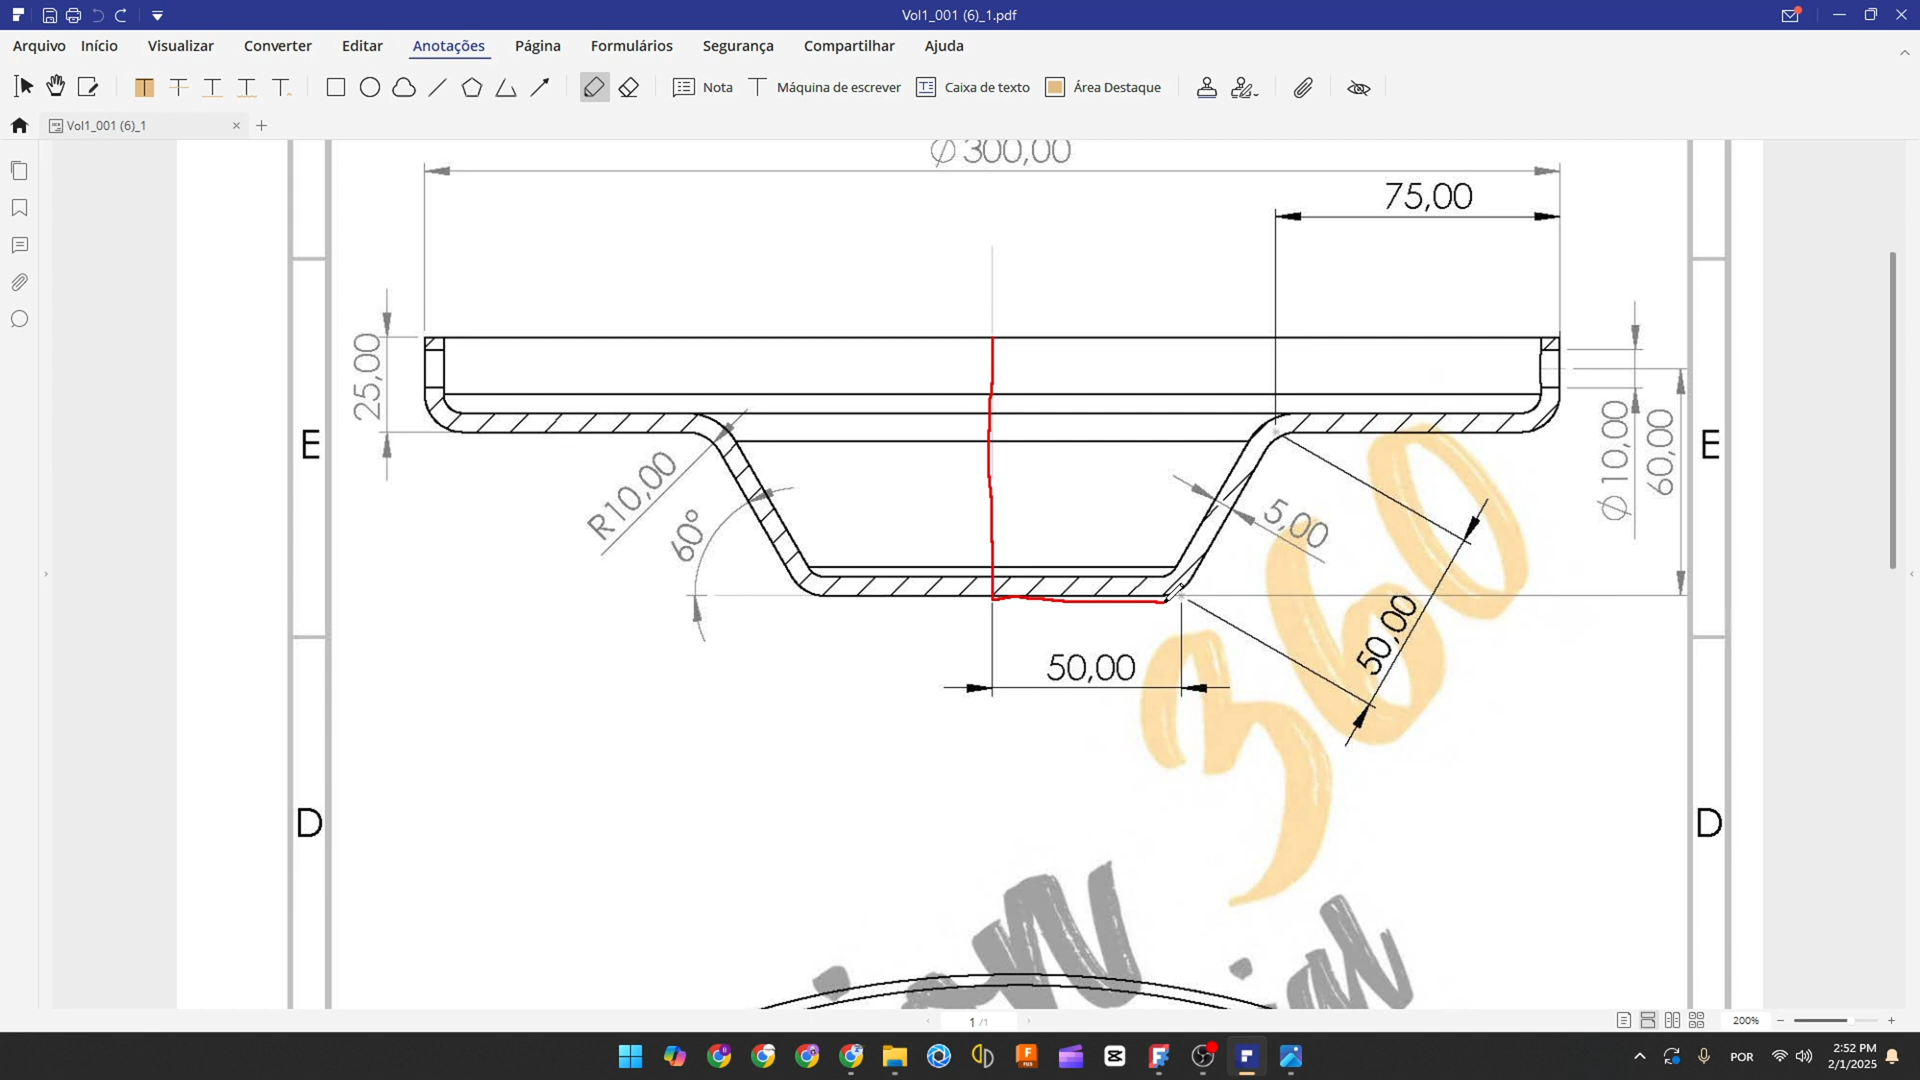 Vol1_001 (6)_1.pdf
Arquivo Início Visualizar Converter Editar Anotações Página Formulários Segurança Compartilhar Ajuda
Nota Máquina de escrever Caixa de texto Área Destaque
Vol1_001 (6)_1
∅ 300,00
75,00
25,00
E
E
R10,00
60°
5,00
∅ 10,00
60,00
50,00
50,00
360
D
D
1 /1
200%
POR
2:52 PM
2/1/2025